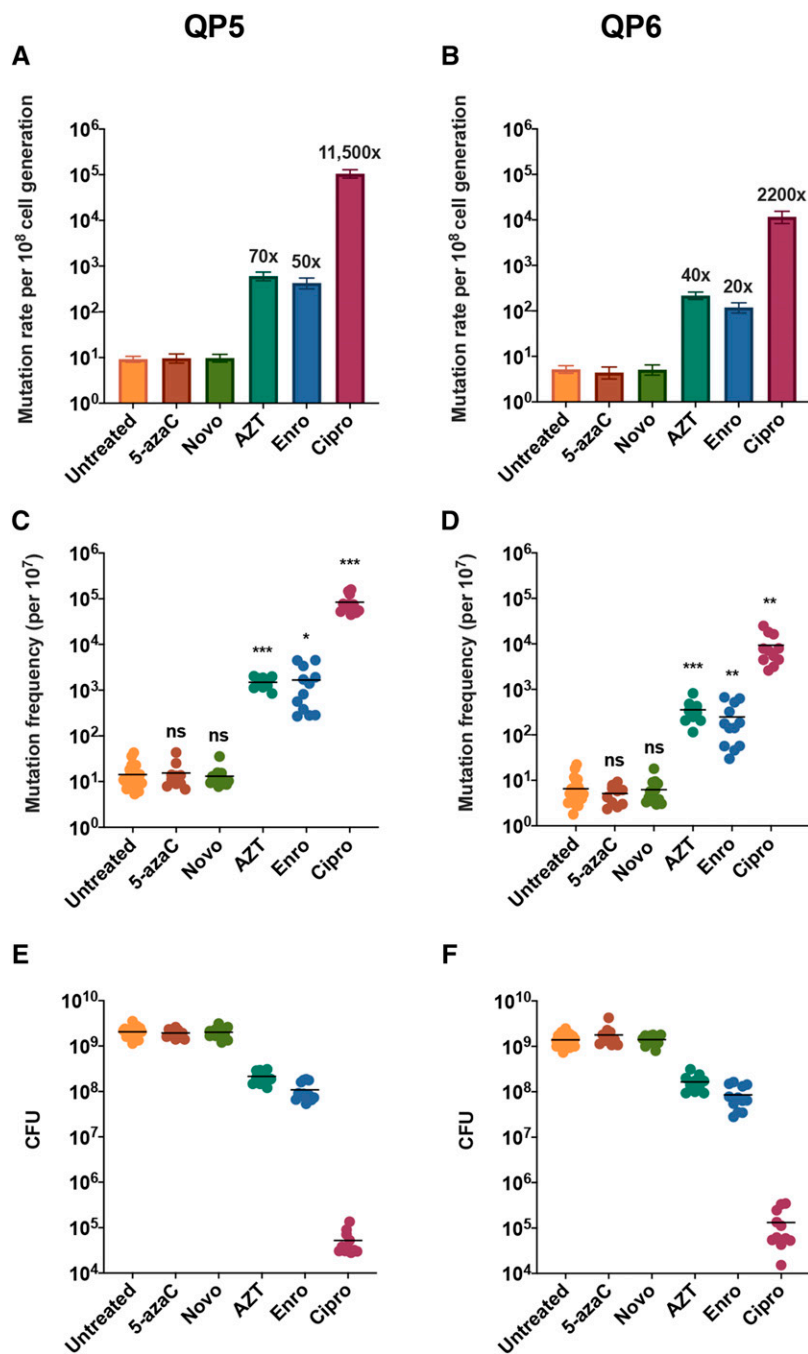 QP5
QP6
A
B
Mutation rate per 10⁸ cell generation
10⁶
10⁵
10⁴
10³
10²
10¹
10⁰
11,500x
70x
50x
Untreated
5-azaC
Novo
AZT
Enro
Cipro
Mutation rate per 10⁸ cell generation
10⁶
10⁵
10⁴
10³
10²
10¹
10⁰
2200x
40x
20x
Untreated
5-azaC
Novo
AZT
Enro
Cipro
C
D
Mutation frequency (per 10⁷)
10⁶
10⁵
10⁴
10³
10²
10¹
10⁰
***
***
*
ns
ns
Untreated
5-azaC
Novo
AZT
Enro
Cipro
Mutation frequency (per 10⁷)
10⁶
10⁵
10⁴
10³
10²
10¹
10⁰
**
***
**
ns
ns
Untreated
5-azaC
Novo
AZT
Enro
Cipro
E
F
CFU
10¹⁰
10⁹
10⁸
10⁷
10⁶
10⁵
10⁴
Untreated
5-azaC
Novo
AZT
Enro
Cipro
CFU
10¹⁰
10⁹
10⁸
10⁷
10⁶
10⁵
10⁴
Untreated
5-azaC
Novo
AZT
Enro
Cipro